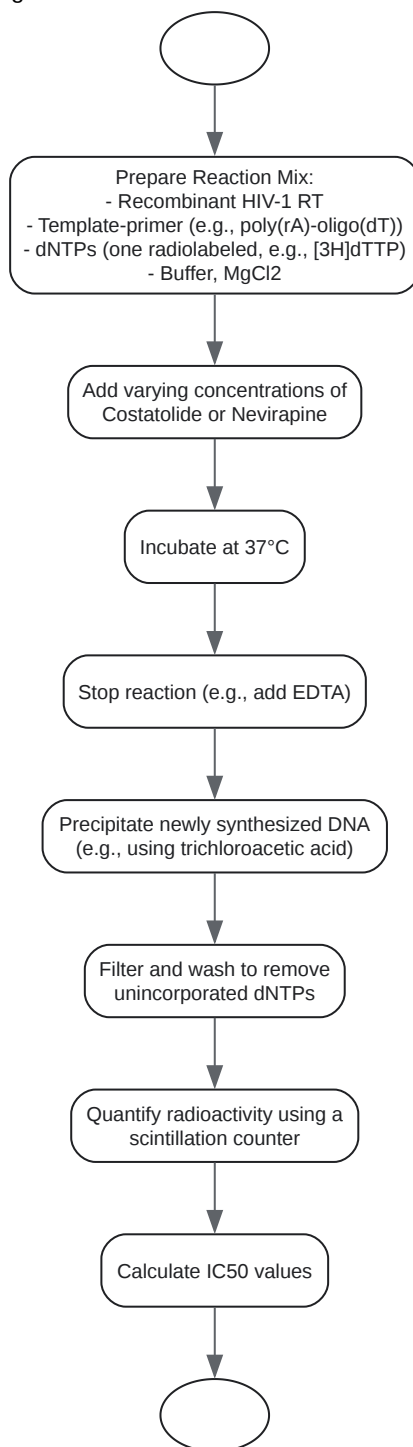 Prepare Reaction Mix:
- Recombinant HIV-1 RT
- Template-primer (e.g., poly(rA)-oligo(dT))
- dNTPs (one radiolabeled, e.g., [3H]dTTP)
- Buffer, MgCl2
Add varying concentrations of
Costatolide or Nevirapine
Incubate at 37°C
Stop reaction (e.g., add EDTA)
Precipitate newly synthesized DNA
(e.g., using trichloroacetic acid)
Filter and wash to remove
unincorporated dNTPs
Quantify radioactivity using a
scintillation counter
Calculate IC50 values